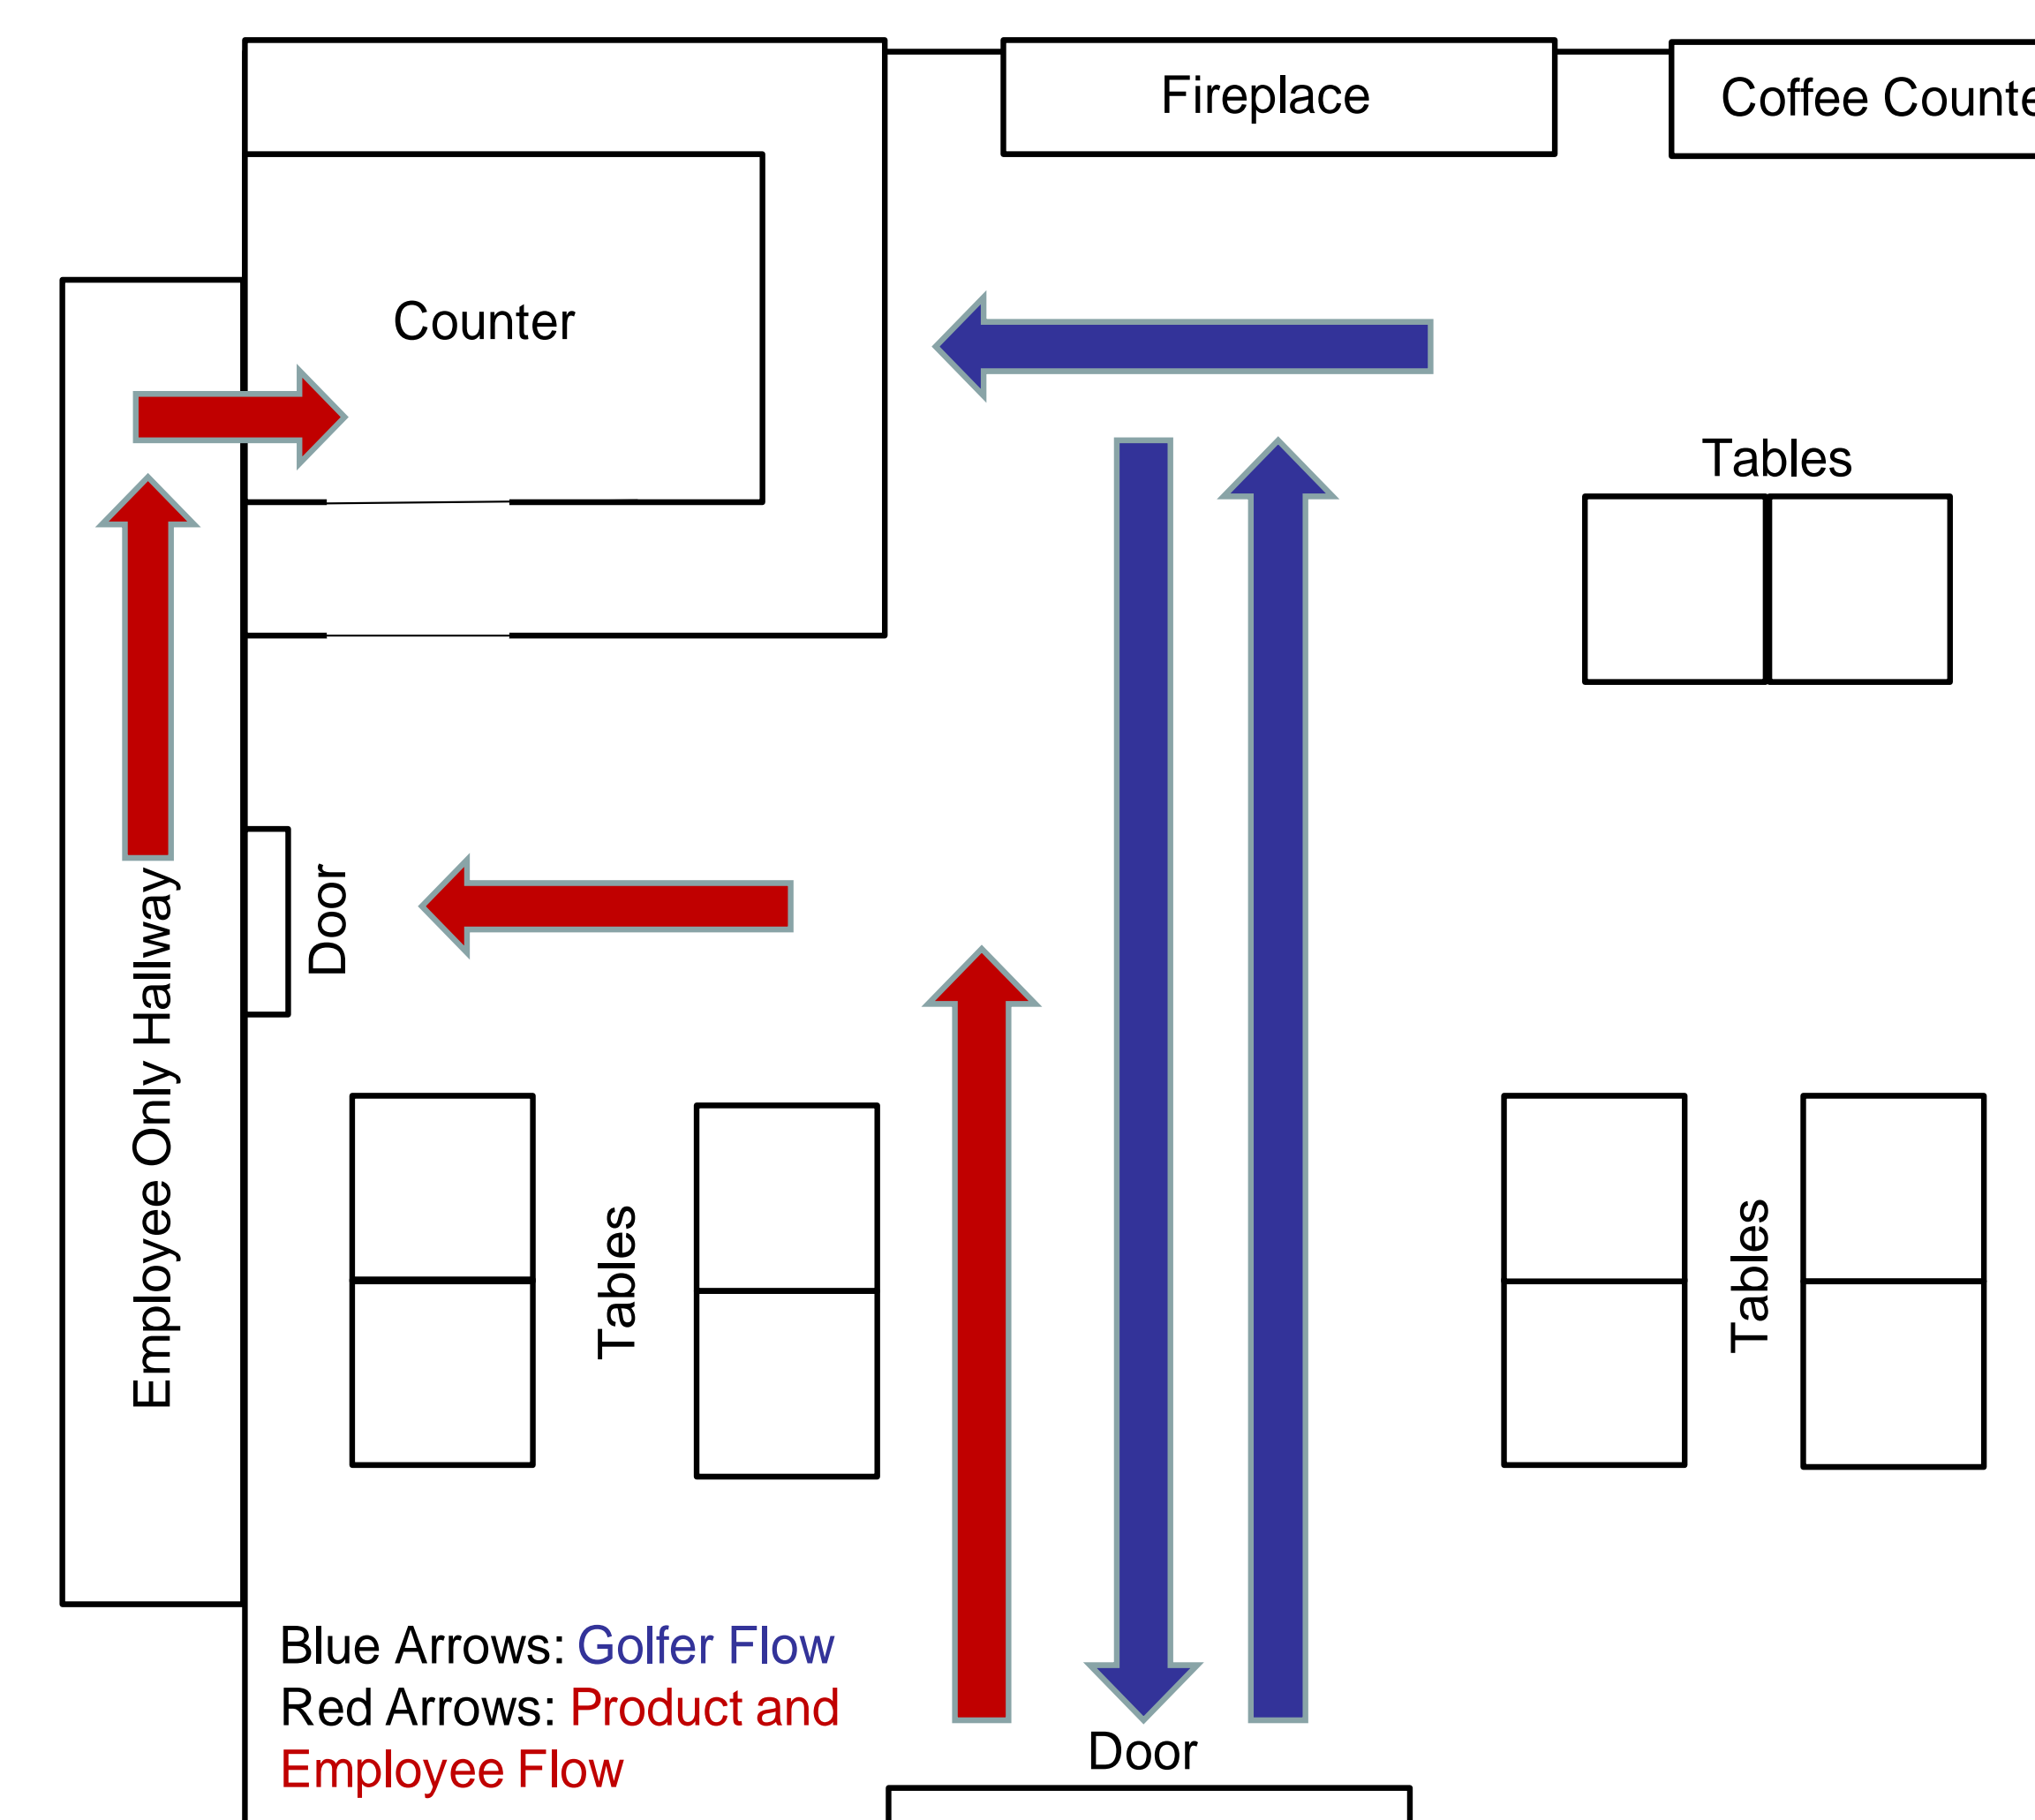 Fireplace
Coffee
Counter
Tables
Door
Employee Only Hallway
Tables
Tables
Blue Arrows: Golfer Flow
Red Arrows: Product and
Employee Flow
Door